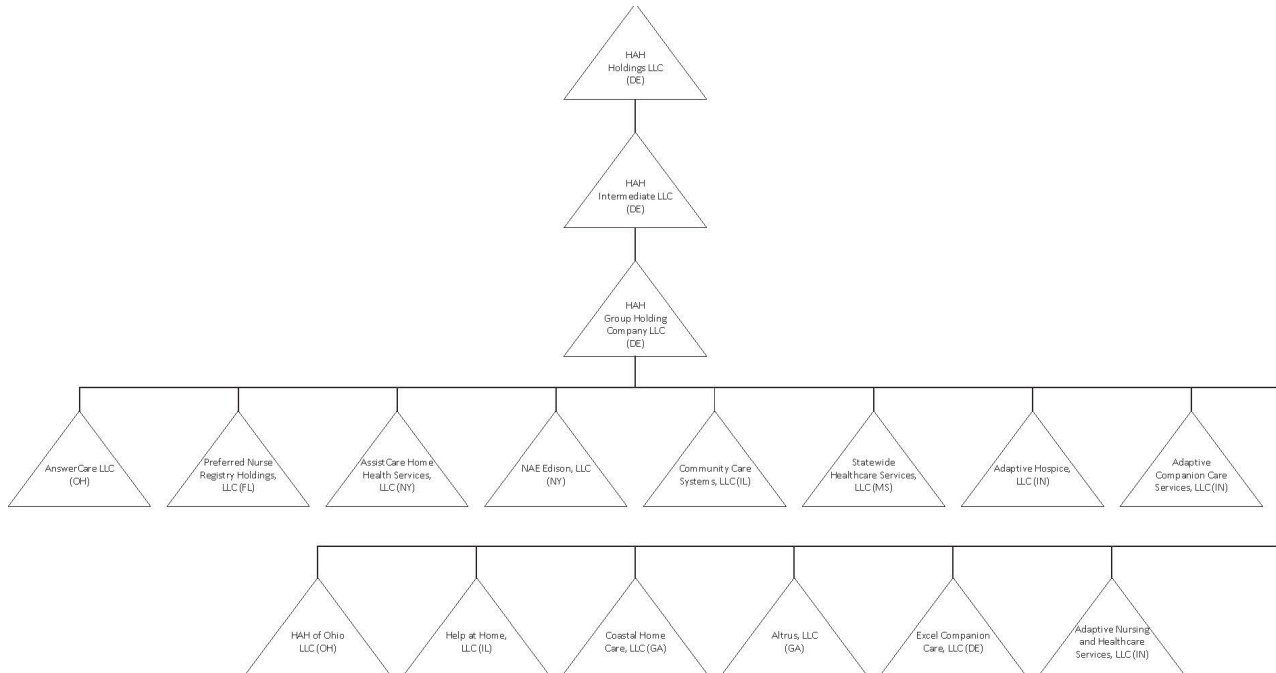 HAH
Holdings LLC
(DE)
HAH
Intermediate LLC
(DE)
HAH
Group Holding
Company LLC
(DE)
AnswerCare LLC
(OH)
Preferred Nurse
Registry Holdings,
LLC (FL)
AssistCare Home
Health Services,
LLC (NY)
NAE Edison, LLC
(NY)
Community Care
Systems, LLC (IL)
Statewide
Healthcare Services,
LLC (MS)
Adaptive Hospice,
LLC (IN)
Adaptive
Companion Care
Services, LLC (IN)
HAH of Ohio
LLC (OH)
Help at Home,
LLC (IL)
Coastal Home
Care, LLC (GA)
Altrus, LLC
(GA)
Excel Companion
Care, LLC (DE)
Adaptive Nursing
and Healthcare
Services, LLC (IN)